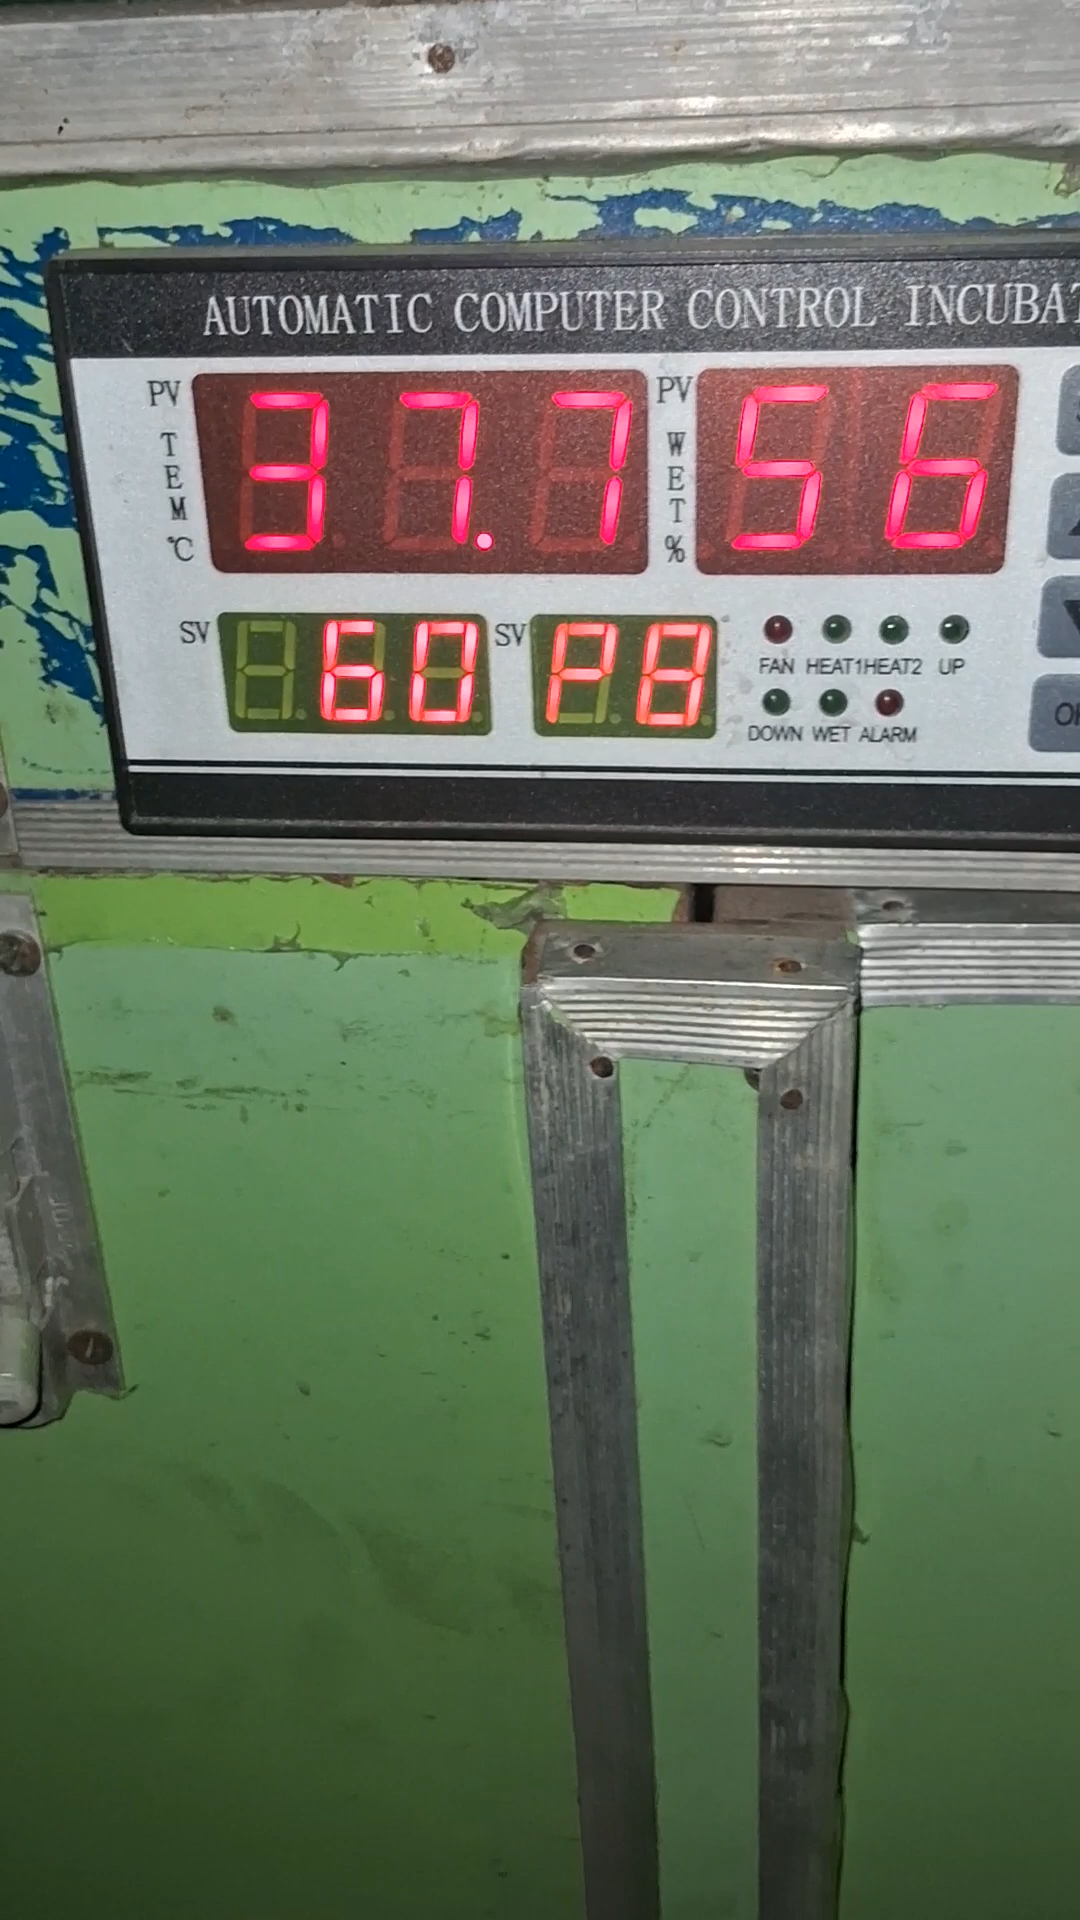 AUTOMATIC COMPUTER CONTROL INCUBAT
PV TEM ℃ 37.7 PV WET % 56
SV 60 SV P8
FAN HEAT1 HEAT2 UP
DOWN WET ALARM